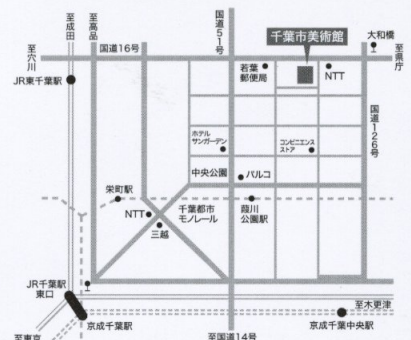 至成田
至高品
国道51号
千葉市美術館
大和橋
至穴川
国道16号
至県庁
若葉
郵便局
NTT
JR東千葉駅
国道126号
ホテル
サンガーデン
コンビニエンス
ストア
中央公園
パルコ
栄町駅
NTT
千葉都市
モノレール
葭川
公園駅
三越
JR千葉駅
東口
至木更津
至東京
京成千葉駅
至国道14号
京成千葉中央駅